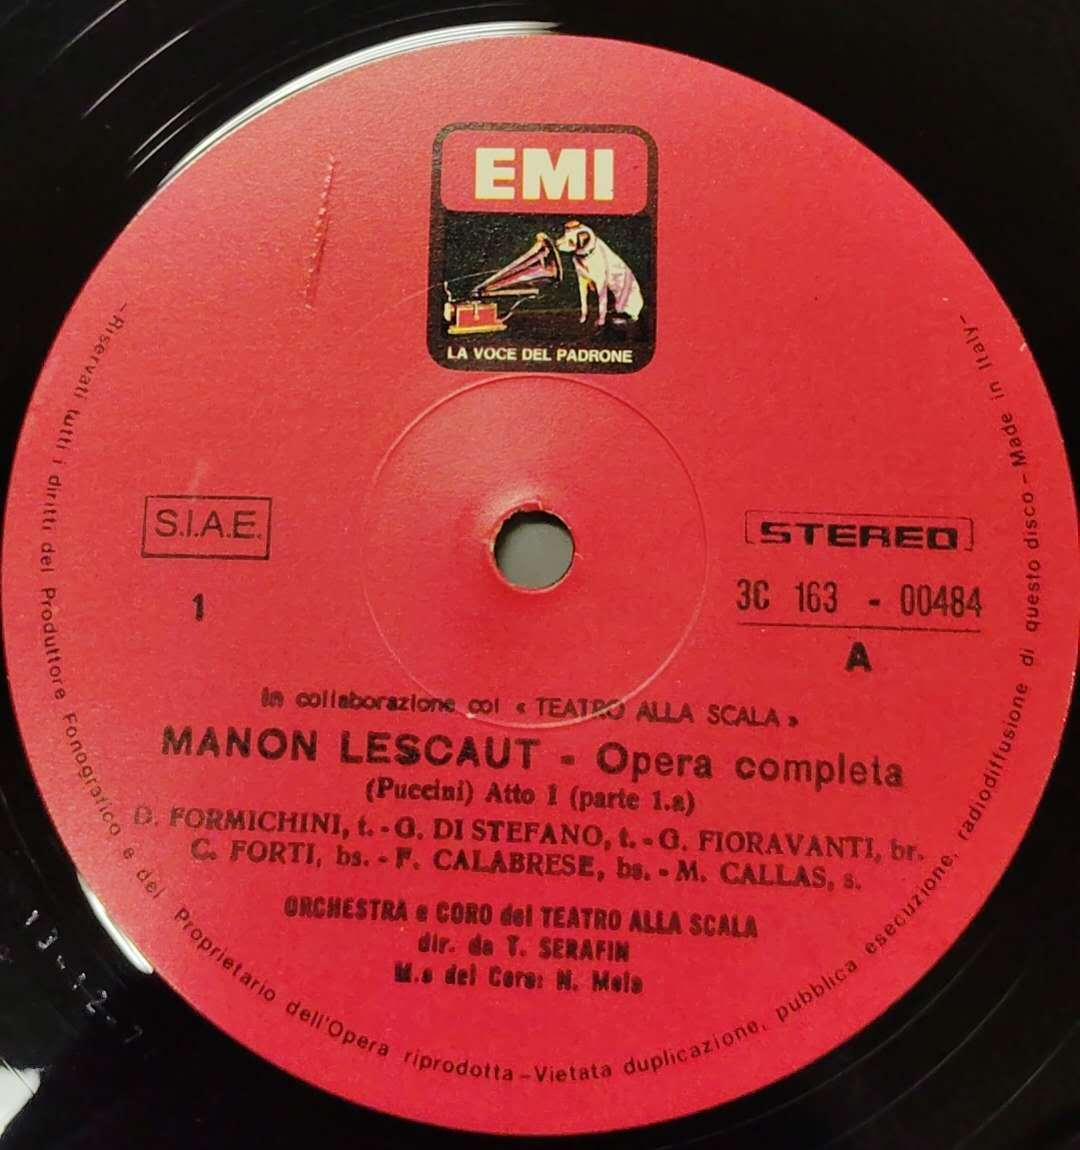 EMI
LA VOCE DEL PADRONE
S.I.A.E.
STEREO
1
3C 163 - 00484
A
In collaborazione col « TEATRO ALLA SCALA »
MANON LESCAUT - Opera completa
(Puccini) Atto 1 (parte 1.a)
D. FORMICHINI, t. - G. DI STEFANO, t. - G. FIORAVANTI, br.
C. FORTI, bs. - F. CALABRESE, bs. - M. CALLAS, s.
ORCHESTRA e CORO del TEATRO ALLA SCALA
dir. da T. SERAFIN
M.o del Coro: N. Mola
-Riservati tutti i diritti del Produttore Fonografico e del Proprietario dell'Opera riprodotta-Vietata duplicazione, pubblica esecuzione, radiodiffusione di questo disco-Made in Italy-